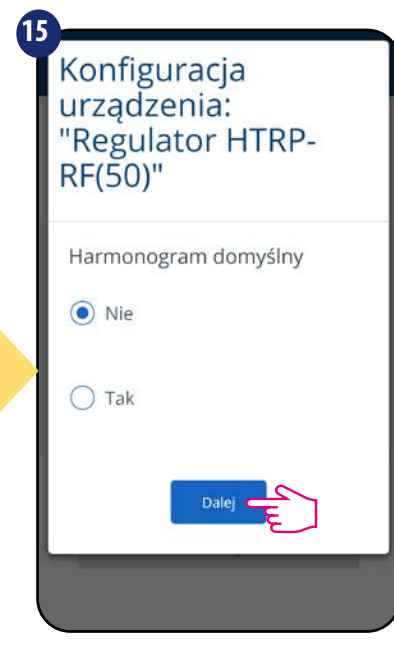 15
Konfiguracja
urządzenia:
"Regulator HTRP-
RF(50)"
Harmonogram domyślny
Nie
Tak
Dalej